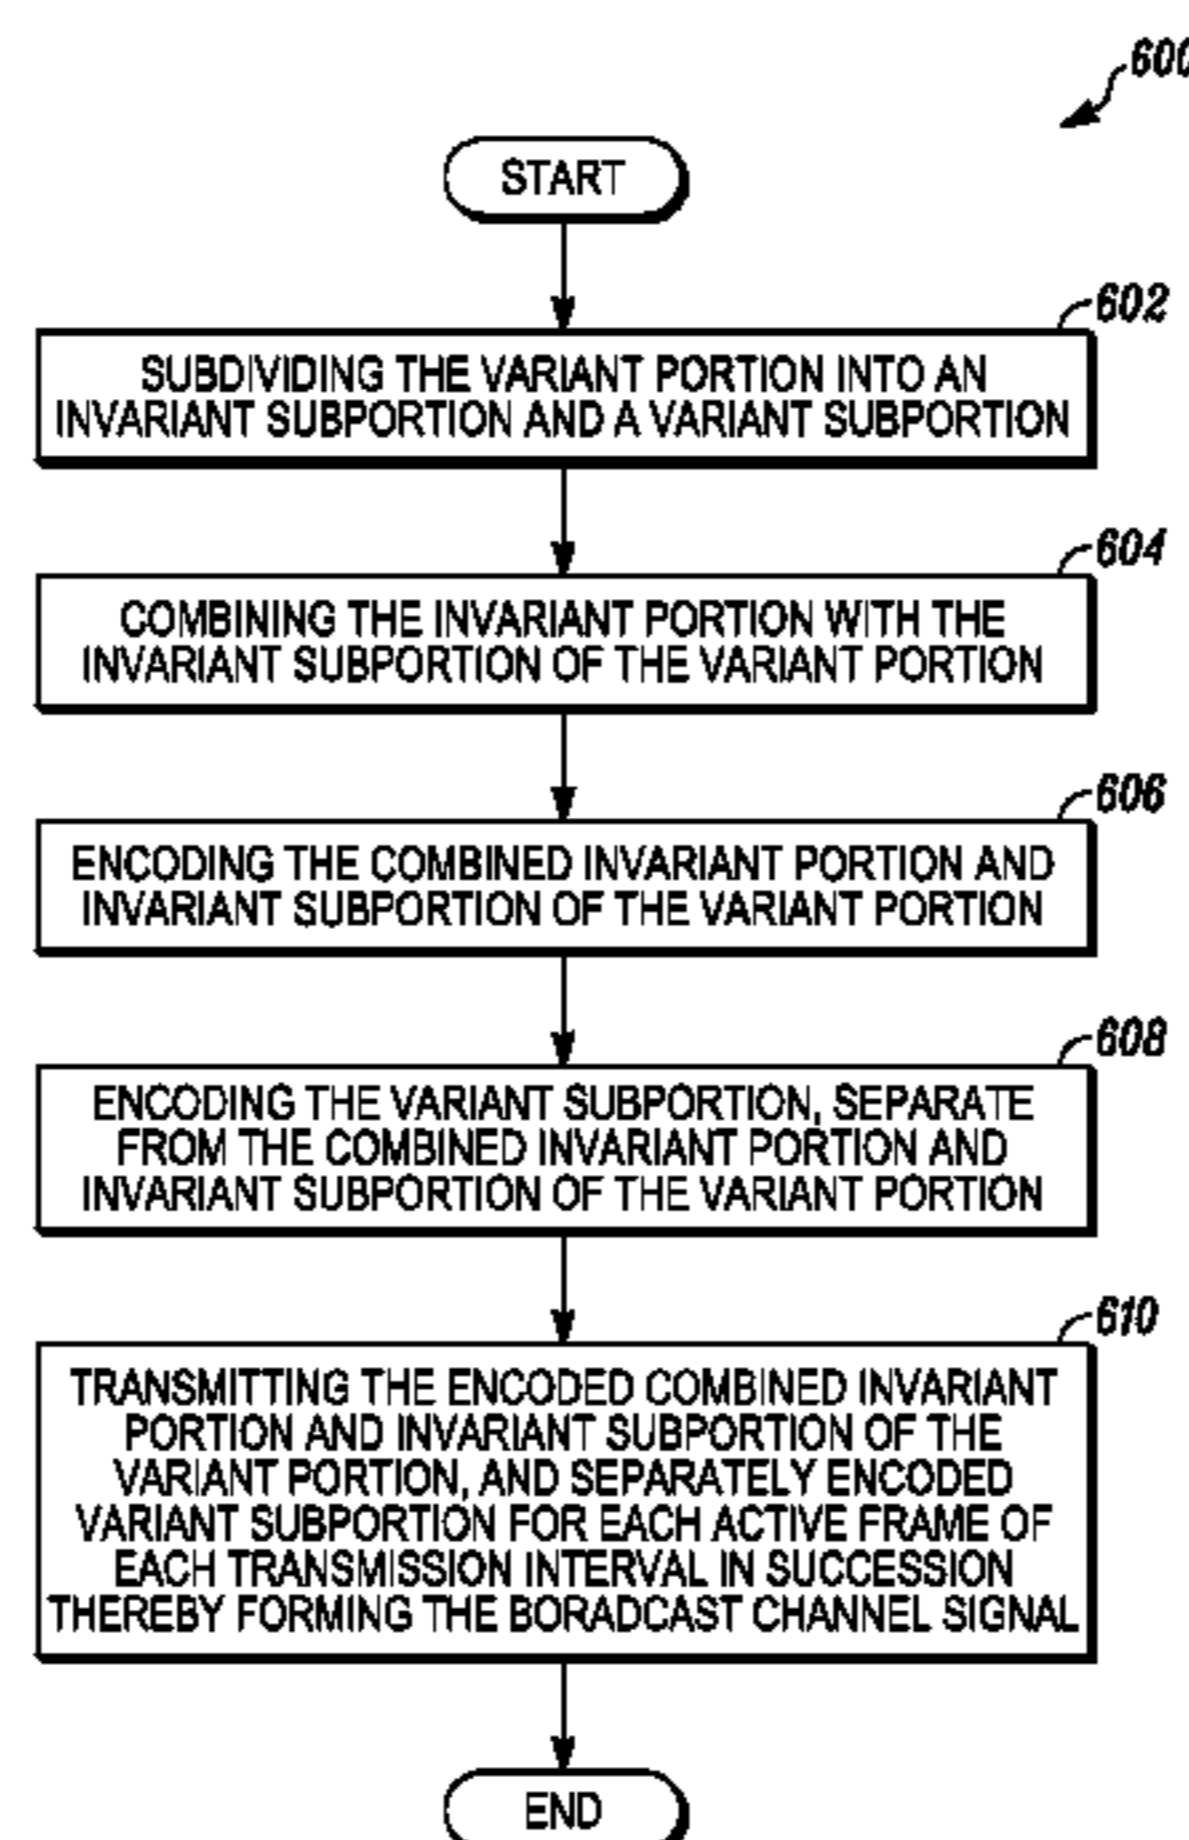 600
START
602
SUBDIVIDING THE VARIANT PORTION INTO AN
INVARIANT SUBPORTION AND A VARIANT SUBPORTION
604
COMBINING THE INVARIANT PORTION WITH THE
INVARIANT SUBPORTION OF THE VARIANT PORTION
606
ENCODING THE COMBINED INVARIANT PORTION AND
INVARIANT SUBPORTION OF THE VARIANT PORTION
608
ENCODING THE VARIANT SUBPORTION, SEPARATE
FROM THE COMBINED INVARIANT PORTION AND
INVARIANT SUBPORTION OF THE VARIANT PORTION
610
TRANSMITTING THE ENCODED COMBINED INVARIANT
PORTION AND INVARIANT SUBPORTION OF THE
VARIANT PORTION, AND SEPARATELY ENCODED
VARIANT SUBPORTION FOR EACH ACTIVE FRAME OF
EACH TRANSMISSION INTERVAL IN SUCCESSION
THEREBY FORMING THE BORADCAST CHANNEL SIGNAL
END